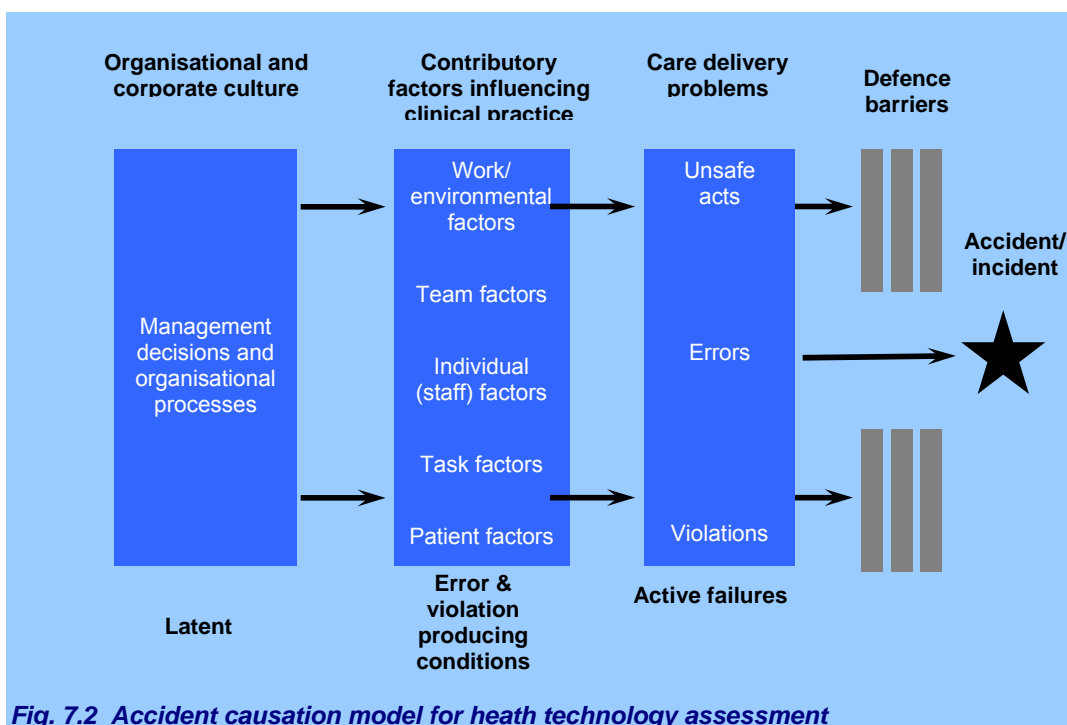 Organisational and
corporate culture
Contributory
factors influencing
clinical practice
Care delivery
problems
Defence
barriers
Management
decisions and
organisational
processes
Work/
environmental
factors
Team factors
Individual
(staff) factors
Task factors
Patient factors
Unsafe
acts
Errors
Violations
Accident/
incident
Latent
Error &
violation
producing
conditions
Active failures
Fig. 7.2 Accident causation model for heath technology assessment